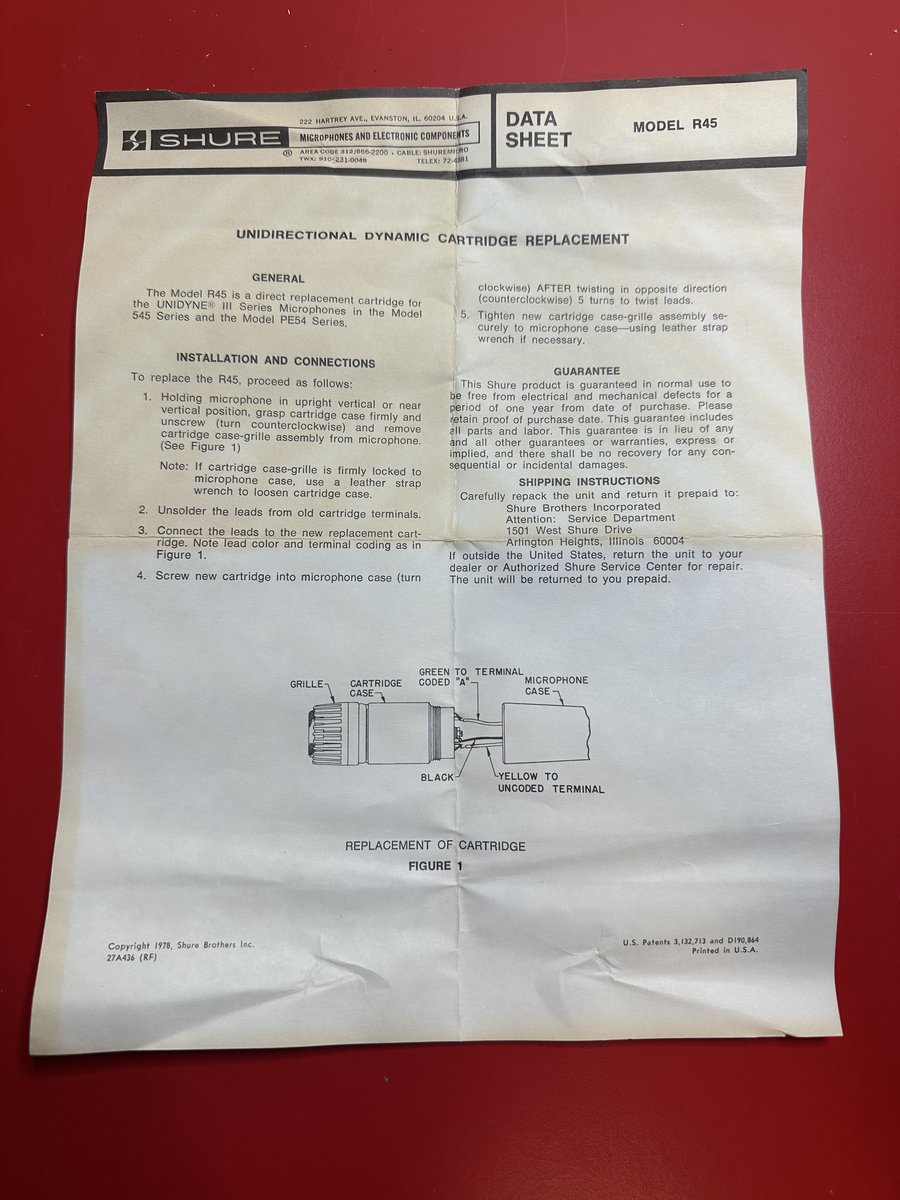 SHURE
®
222 HARTREY AVE., EVANSTON, IL. 60204 U.S.A.
MICROPHONES AND ELECTRONIC COMPONENTS
AREA CODE 312/866-2200 • CABLE: SHUREMICRO
TWX: 910-231-0048 TELEX: 72-4381
DATA
SHEET
MODEL R45
UNIDIRECTIONAL DYNAMIC CARTRIDGE REPLACEMENT
GENERAL
The Model R45 is a direct replacement cartridge for
the UNIDYNE® III Series Microphones in the Model
545 Series and the Model PE54 Series.
INSTALLATION AND CONNECTIONS
To replace the R45, proceed as follows:
1. Holding microphone in upright vertical or near
vertical position, grasp cartridge case firmly and
unscrew (turn counterclockwise) and remove
cartridge case-grille assembly from microphone.
(See Figure 1)
Note: If cartridge case-grille is firmly locked to
microphone case, use a leather strap
wrench to loosen cartridge case.
2. Unsolder the leads from old cartridge terminals.
3. Connect the leads to the new replacement cart-
ridge. Note lead color and terminal coding as in
Figure 1.
4. Screw new cartridge into microphone case (turn
clockwise) AFTER twisting in opposite direction
(counterclockwise) 5 turns to twist leads.
5. Tighten new cartridge case-grille assembly se-
curely to microphone case—using leather strap
wrench if necessary.
GUARANTEE
This Shure product is guaranteed in normal use to
be free from electrical and mechanical defects for a
period of one year from date of purchase. Please
retain proof of purchase date. This guarantee includes
all parts and labor. This guarantee is in lieu of any
and all other guarantees or warranties, express or
implied, and there shall be no recovery for any con-
sequential or incidental damages.
SHIPPING INSTRUCTIONS
Carefully repack the unit and return it prepaid to:
Shure Brothers Incorporated
Attention: Service Department
1501 West Shure Drive
Arlington Heights, Illinois 60004
If outside the United States, return the unit to your
dealer or Authorized Shure Service Center for repair.
The unit will be returned to you prepaid.
GRILLE
CARTRIDGE
CASE
GREEN TO TERMINAL
CODED "A"
MICROPHONE
CASE
BLACK
YELLOW TO
UNCODED TERMINAL
REPLACEMENT OF CARTRIDGE
FIGURE 1
Copyright 1978, Shure Brothers Inc.
27A436 (RF)
U.S. Patents 3,132,713 and D190,864
Printed in U.S.A.